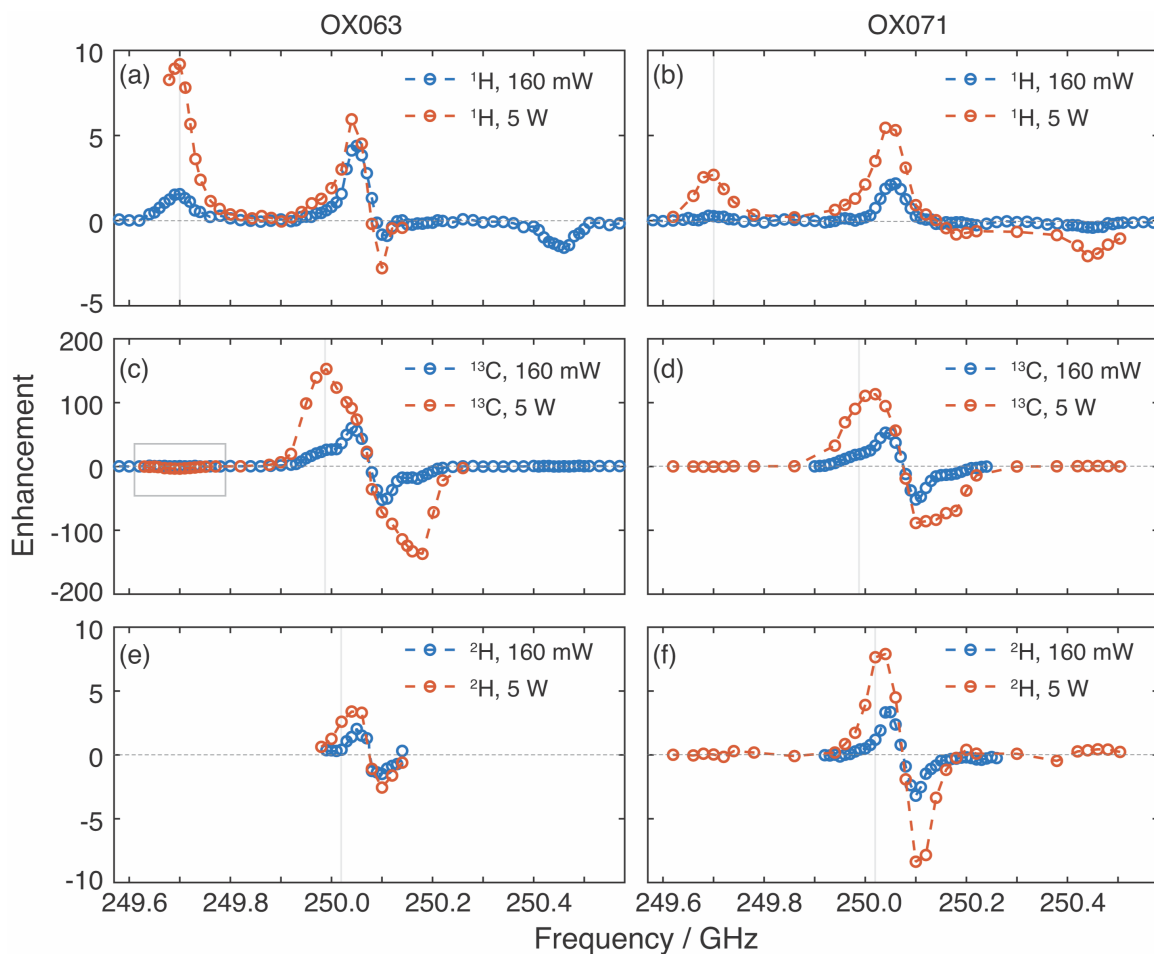 OX063 OX071
(a) ¹H, 160 mW
¹H, 5 W
10
5
0
-5
(b) ¹H, 160 mW
¹H, 5 W
Enhancement
(c) ¹³C, 160 mW
¹³C, 5 W
200
100
0
-100
-200
(d) ¹³C, 160 mW
¹³C, 5 W
(e) ²H, 160 mW
²H, 5 W
10
5
0
-5
-10
(f) ²H, 160 mW
²H, 5 W
249.6 249.8 250.0 250.2 250.4 249.6 249.8 250.0 250.2 250.4
Frequency / GHz